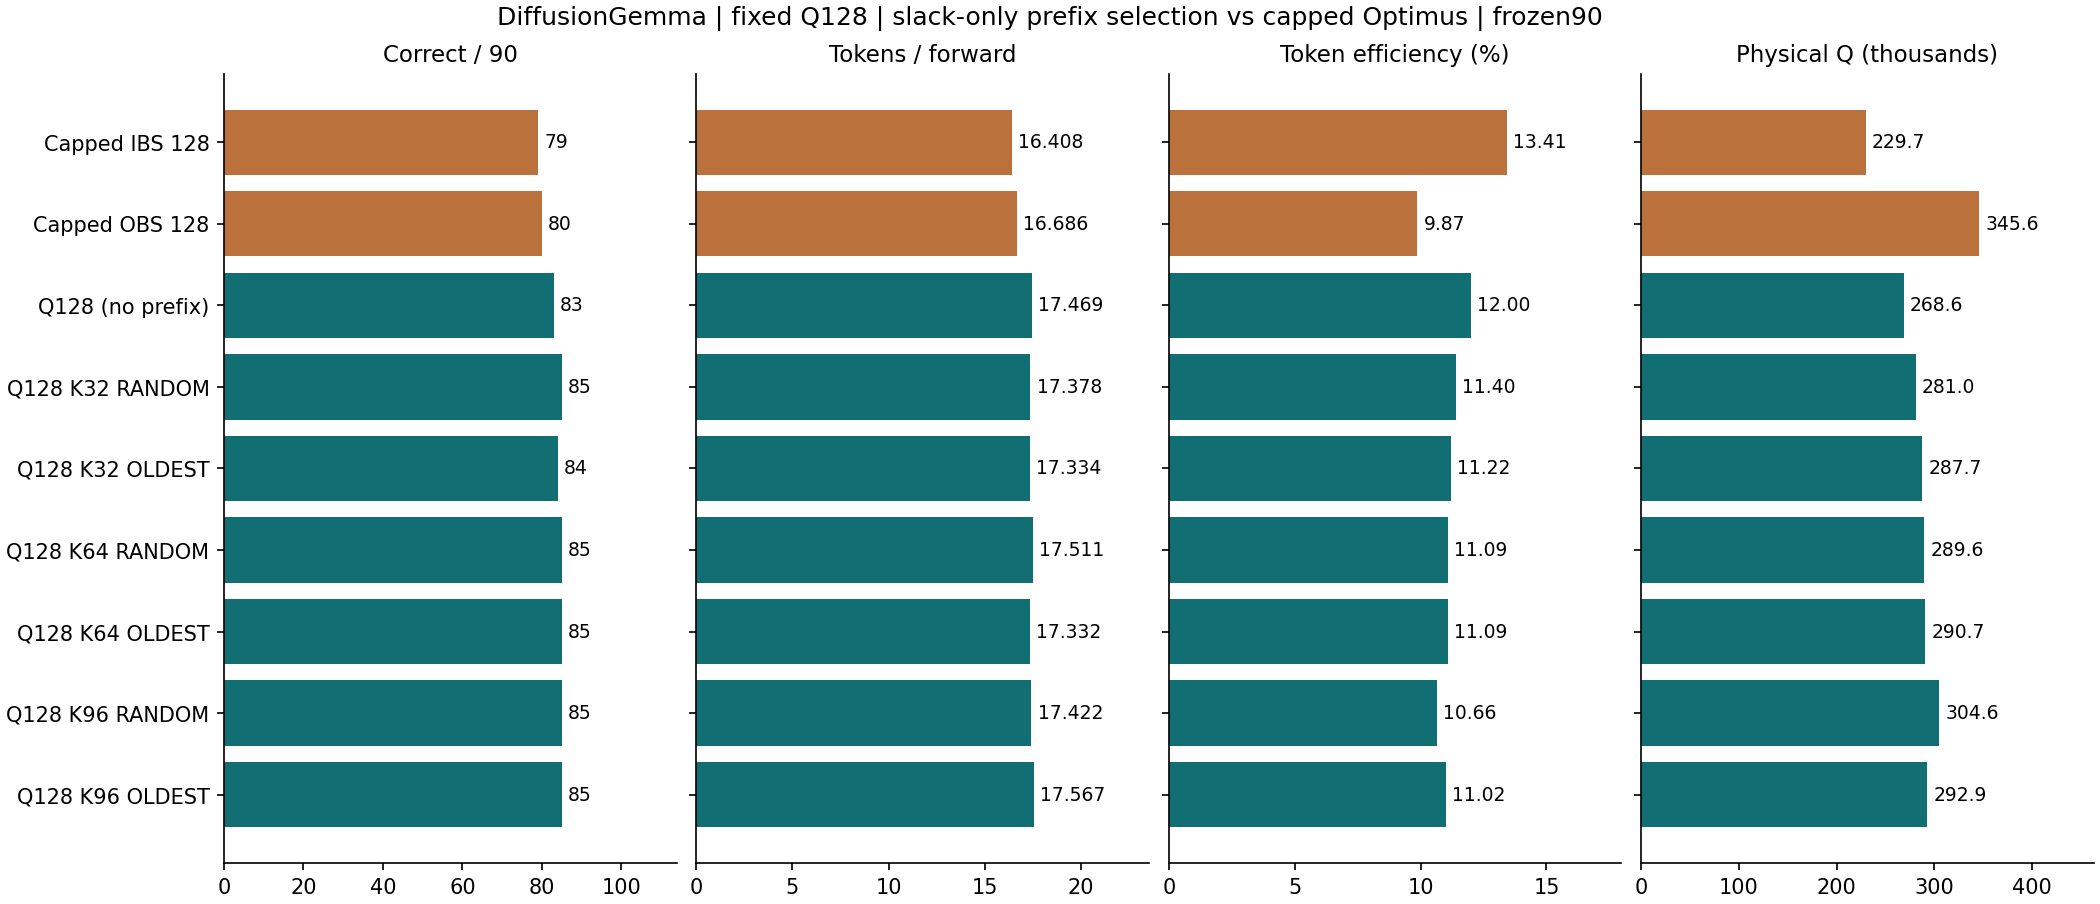 DiffusionGemma | fixed Q128 | slack-only prefix selection vs capped Optimus | frozen90
Correct / 90
Tokens / forward
Token efficiency (%)
Physical Q (thousands)
Capped IBS 128
79
16.408
13.41
229.7
Capped OBS 128
80
16.686
9.87
345.6
Q128 (no prefix)
83
17.469
12.00
268.6
Q128 K32 RANDOM
85
17.378
11.40
281.0
Q128 K32 OLDEST
84
17.334
11.22
287.7
Q128 K64 RANDOM
85
17.511
11.09
289.6
Q128 K64 OLDEST
85
17.332
11.09
290.7
Q128 K96 RANDOM
85
17.422
10.66
304.6
Q128 K96 OLDEST
85
17.567
11.02
292.9
0 20 40 60 80 100
0 5 10 15 20
0 5 10 15
0 100 200 300 400